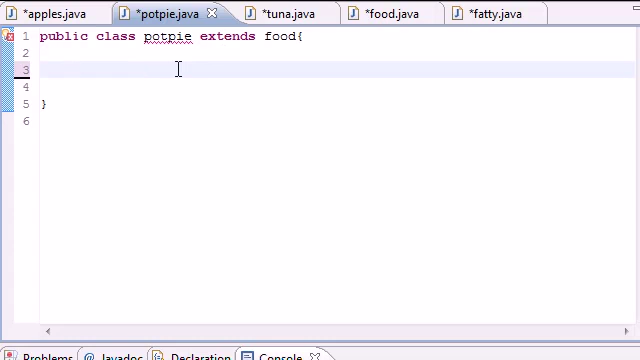 *apples.java *potpie.java *tuna.java *food.java *fatty.java
1 public class potpie extends food{
2
3
4
5 }
6
Problems @ Javadoc Declaration Console